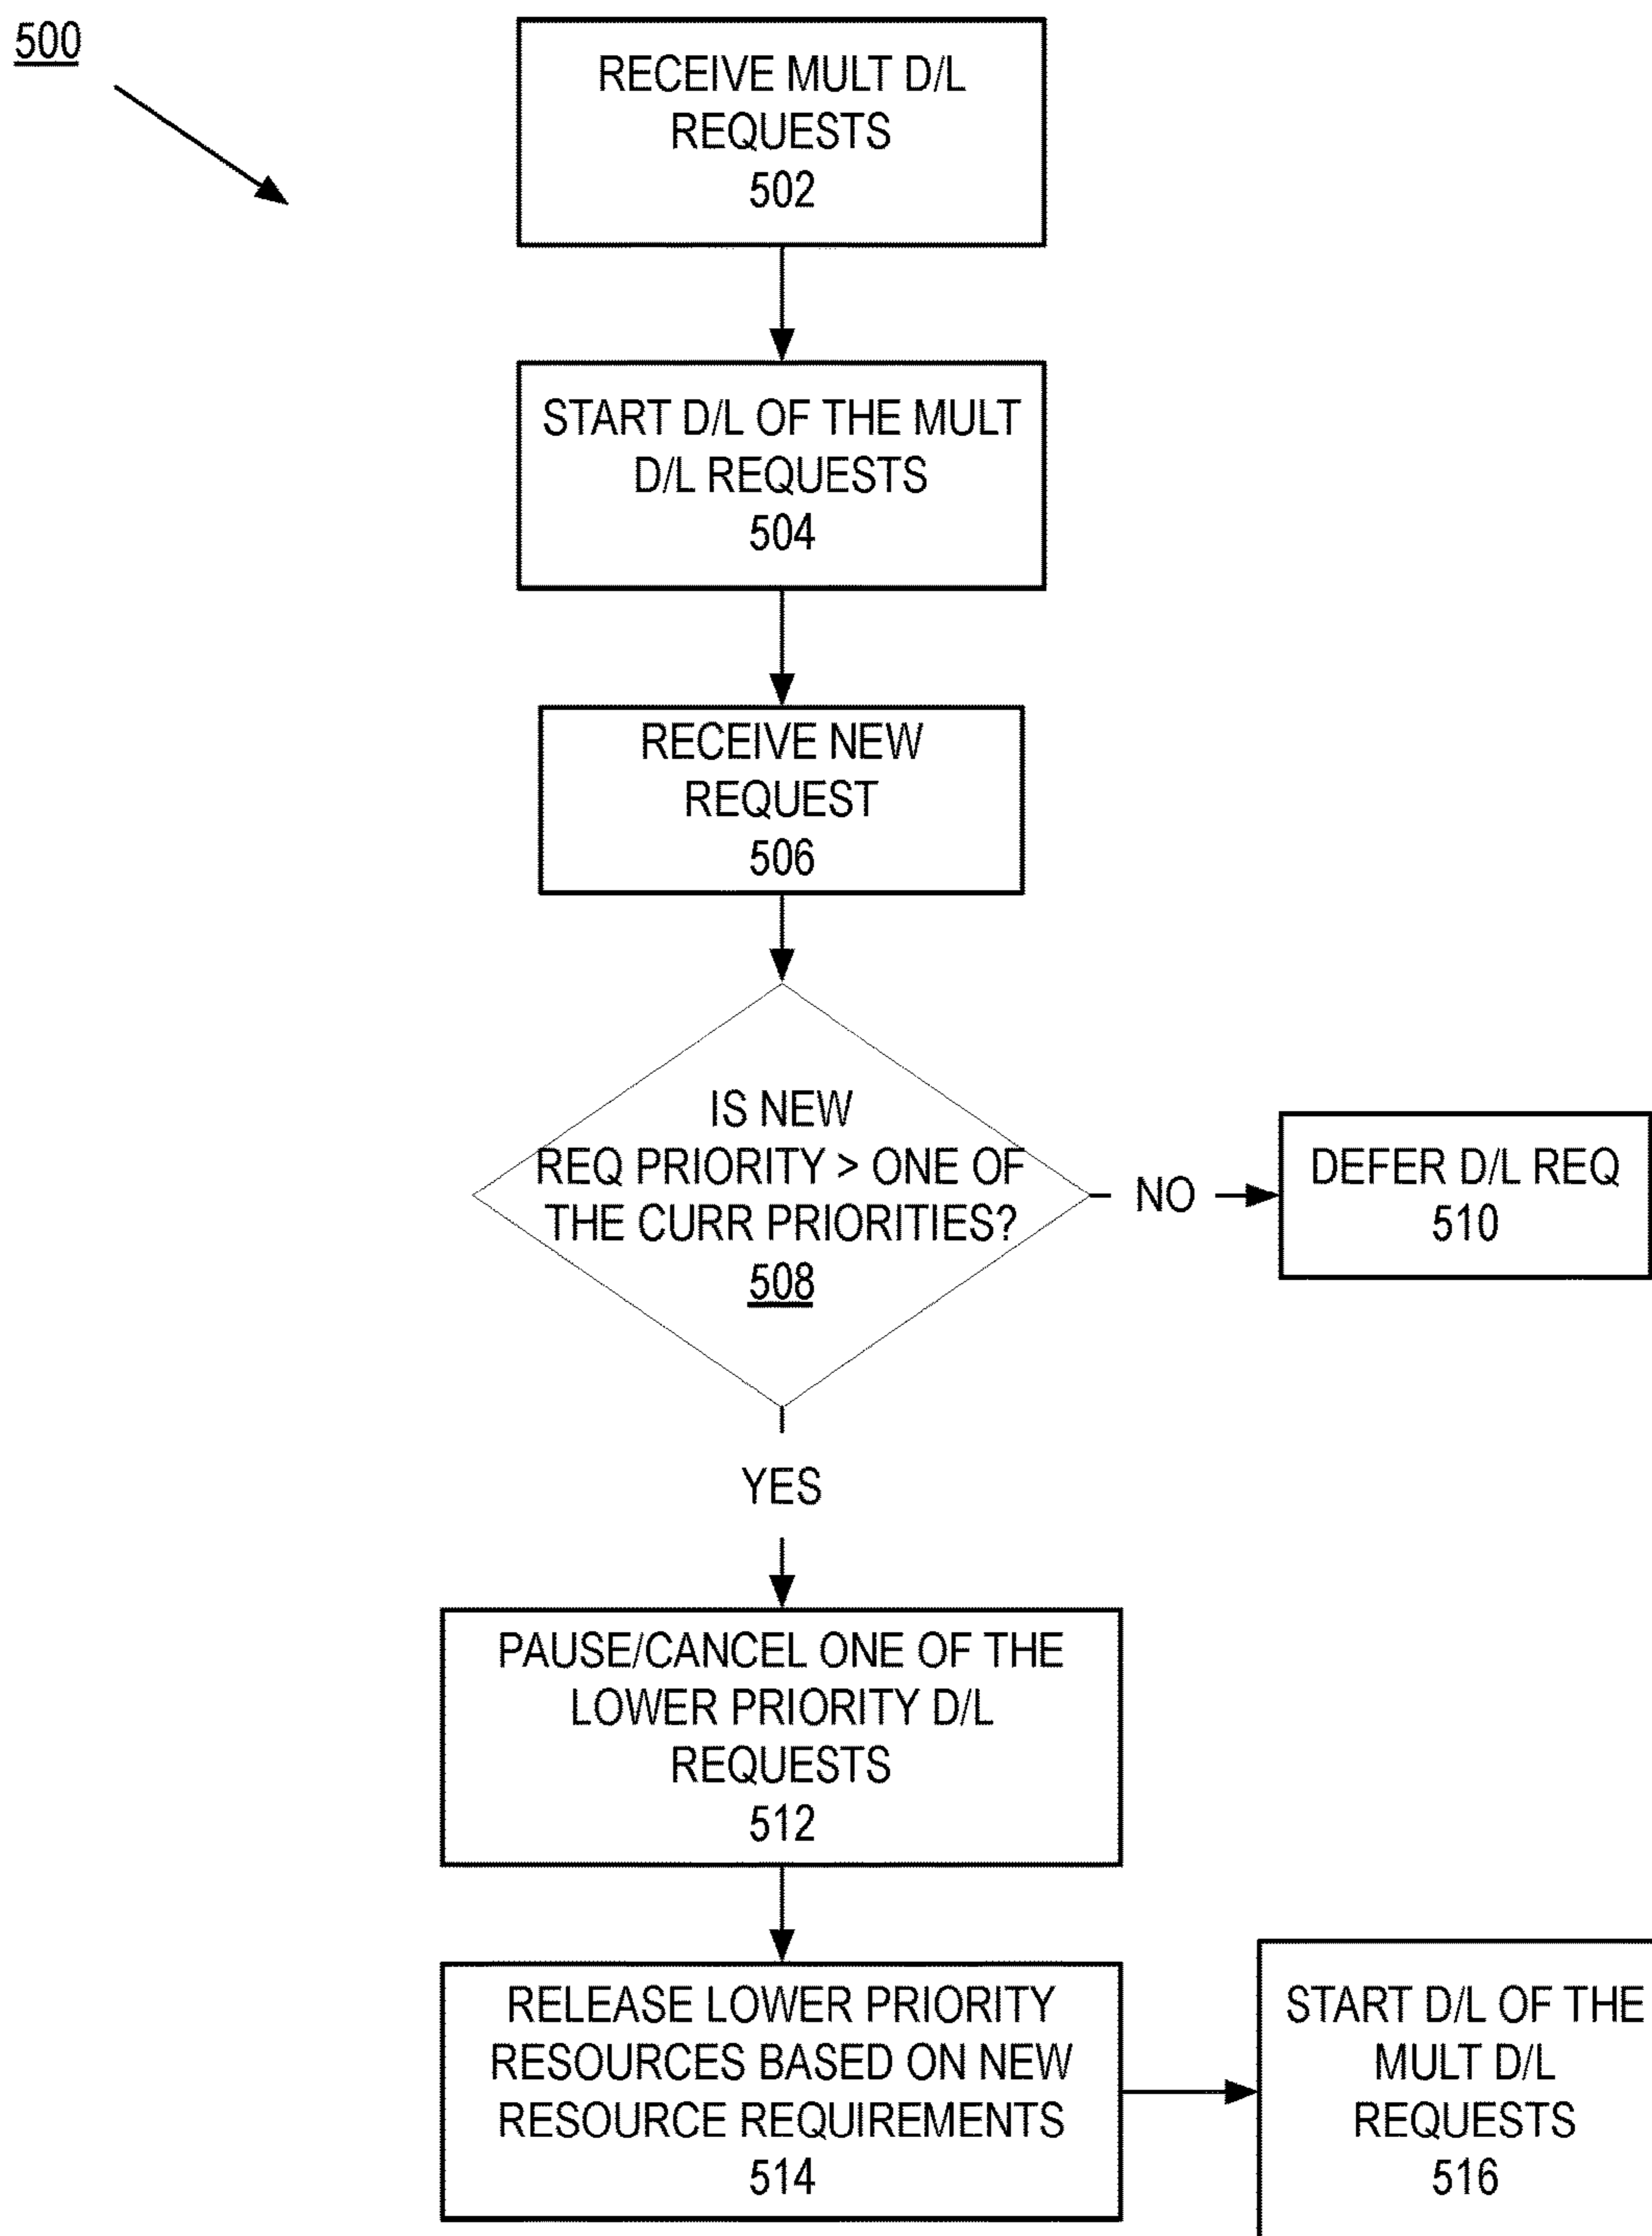 500
RECEIVE MULT D/L
REQUESTS
502
START D/L OF THE MULT
D/L REQUESTS
504
RECEIVE NEW
REQUEST
506
IS NEW
REQ PRIORITY > ONE OF
THE CURR PRIORITIES?
508
NO
DEFER D/L REQ
510
YES
PAUSE/CANCEL ONE OF THE
LOWER PRIORITY D/L
REQUESTS
512
RELEASE LOWER PRIORITY
RESOURCES BASED ON NEW
RESOURCE REQUIREMENTS
514
START D/L OF THE
MULT D/L
REQUESTS
516